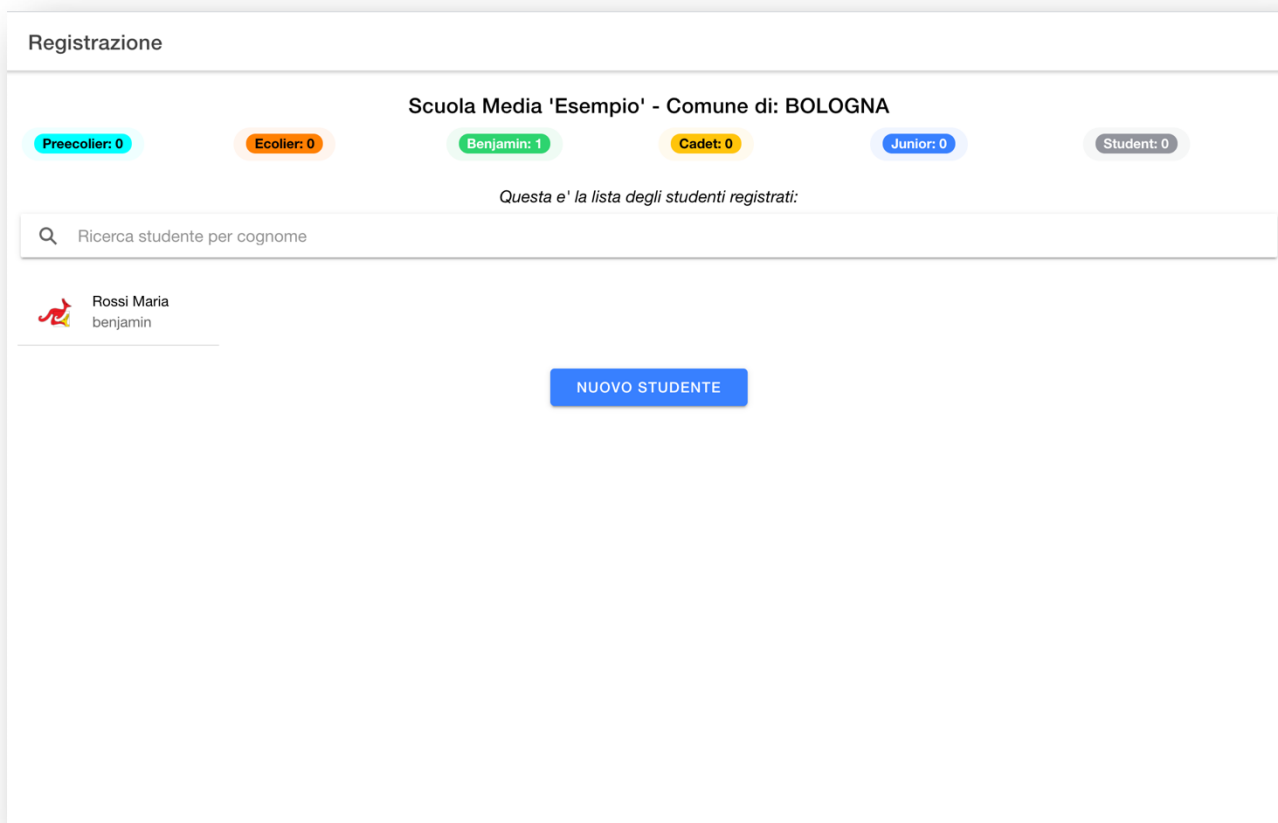 Registrazione
Scuola Media 'Esempio' - Comune di: BOLOGNA
Preecolier: 0 Ecolier: 0 Benjamin: 1 Cadet: 0 Junior: 0 Student: 0
Questa e' la lista degli studenti registrati:
Ricerca studente per cognome
Rossi Maria
benjamin
NUOVO STUDENTE